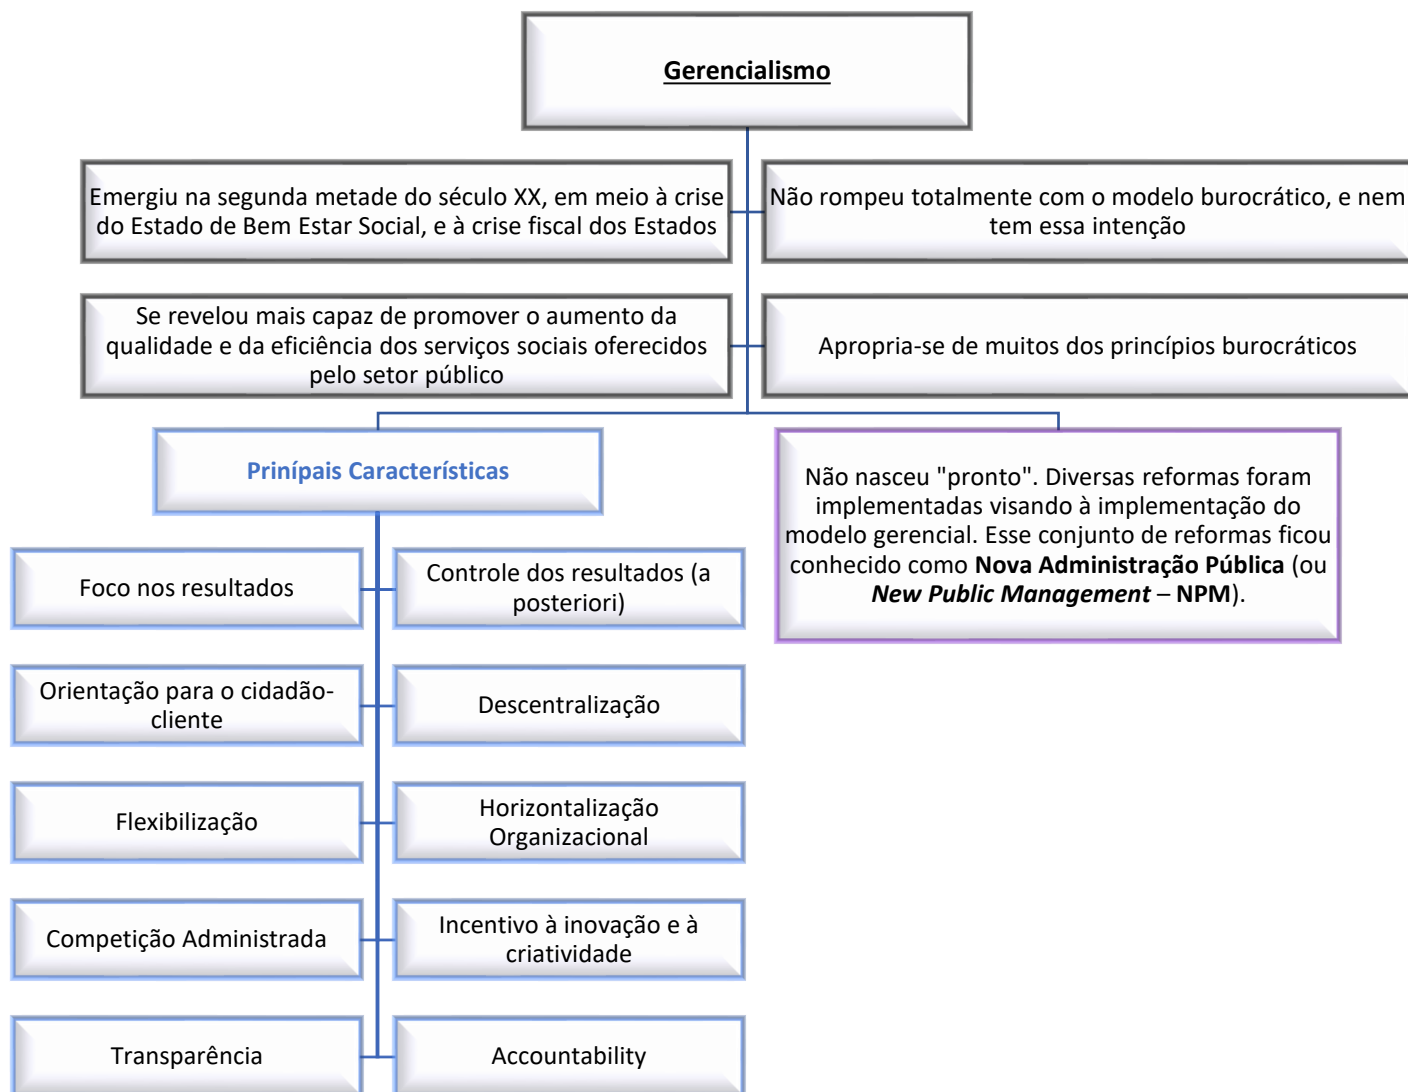 Gerencialismo
Emergiu na segunda metade do século XX, em meio à crise
do Estado de Bem Estar Social, e à crise fiscal dos Estados
Não rompeu totalmente com o modelo burocrático, e nem
tem essa intenção
Se revelou mais capaz de promover o aumento da
qualidade e da eficiência dos serviços sociais oferecidos
pelo setor público
Apropria-se de muitos dos princípios burocráticos
Prinípais Características
Não nasceu "pronto". Diversas reformas foram
implementadas visando à implementação do
modelo gerencial. Esse conjunto de reformas ficou
conhecido como Nova Administração Pública (ou
New Public Management – NPM).
Foco nos resultados
Controle dos resultados (a
posteriori)
Orientação para o cidadão-
cliente
Descentralização
Flexibilização
Horizontalização
Organizacional
Competição Administrada
Incentivo à inovação e à
criatividade
Transparência
Accountability